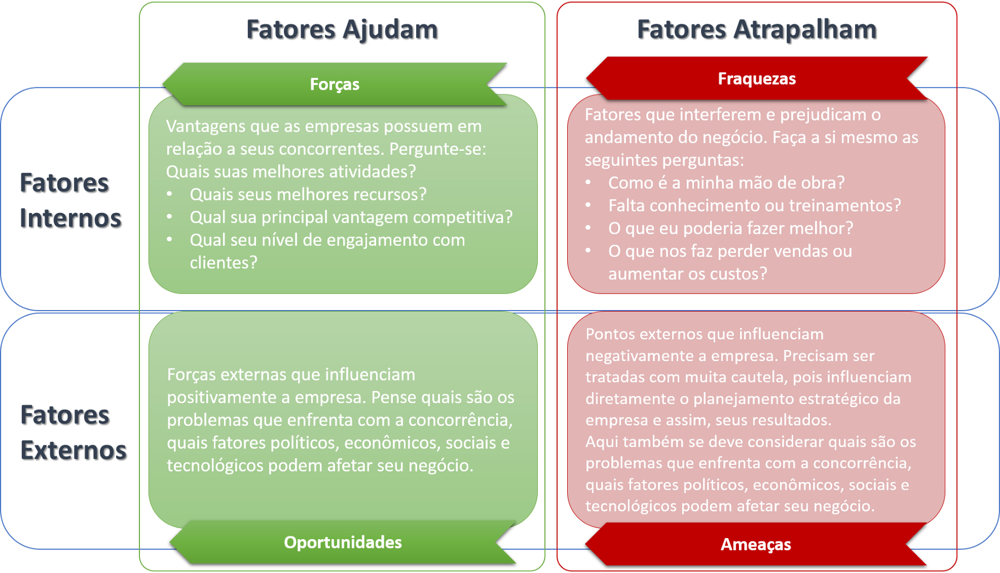 Fatores Ajudam
Fatores Atrapalham
Fatores
Internos
Forças
Vantagens que as empresas possuem em
relação a seus concorrentes. Pergunte-se:
Quais suas melhores atividades?
• Quais seus melhores recursos?
• Qual sua principal vantagem competitiva?
• Qual seu nível de engajamento com
clientes?
Fraquezas
Fatores que interferem e prejudicam o
andamento do negócio. Faça a si mesmo as
seguintes perguntas:
• Como é a minha mão de obra?
• Falta conhecimento ou treinamentos?
• O que eu poderia fazer melhor?
• O que nos faz perder vendas ou
aumentar os custos?
Fatores
Externos
Forças externas que influenciam
positivamente a empresa. Pense quais são os
problemas que enfrenta com a concorrência,
quais fatores políticos, econômicos, sociais e
tecnológicos podem afetar seu negócio.
Oportunidades
Pontos externos que influenciam
negativamente a empresa. Precisam ser
tratadas com muita cautela, pois influenciam
diretamente o planejamento estratégico da
empresa e assim, seus resultados.
Aqui também se deve considerar quais são os
problemas que enfrenta com a concorrência,
quais fatores políticos, econômicos, sociais e
tecnológicos podem afetar seu negócio.
Ameaças